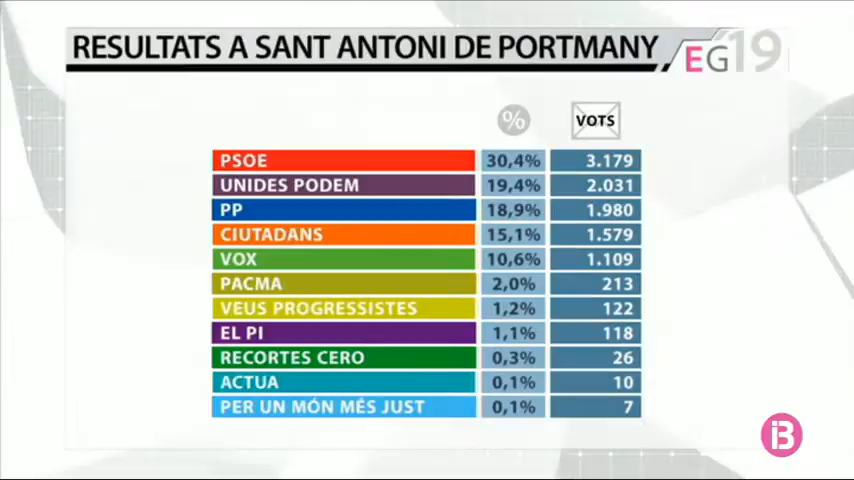 RESULTATS A SANT ANTONI DE PORTMANY EG19
% VOTS
PSOE 30,4% 3.179
UNIDES PODEM 19,4% 2.031
PP 18,9% 1.980
CIUTADANS 15,1% 1.579
VOX 10,6% 1.109
PACMA 2,0% 213
VEUS PROGRESSISTES 1,2% 122
EL PI 1,1% 118
RECORTES CERO 0,3% 26
ACTUA 0,1% 10
PER UN MÓN MÉS JUST 0,1% 7
IB3